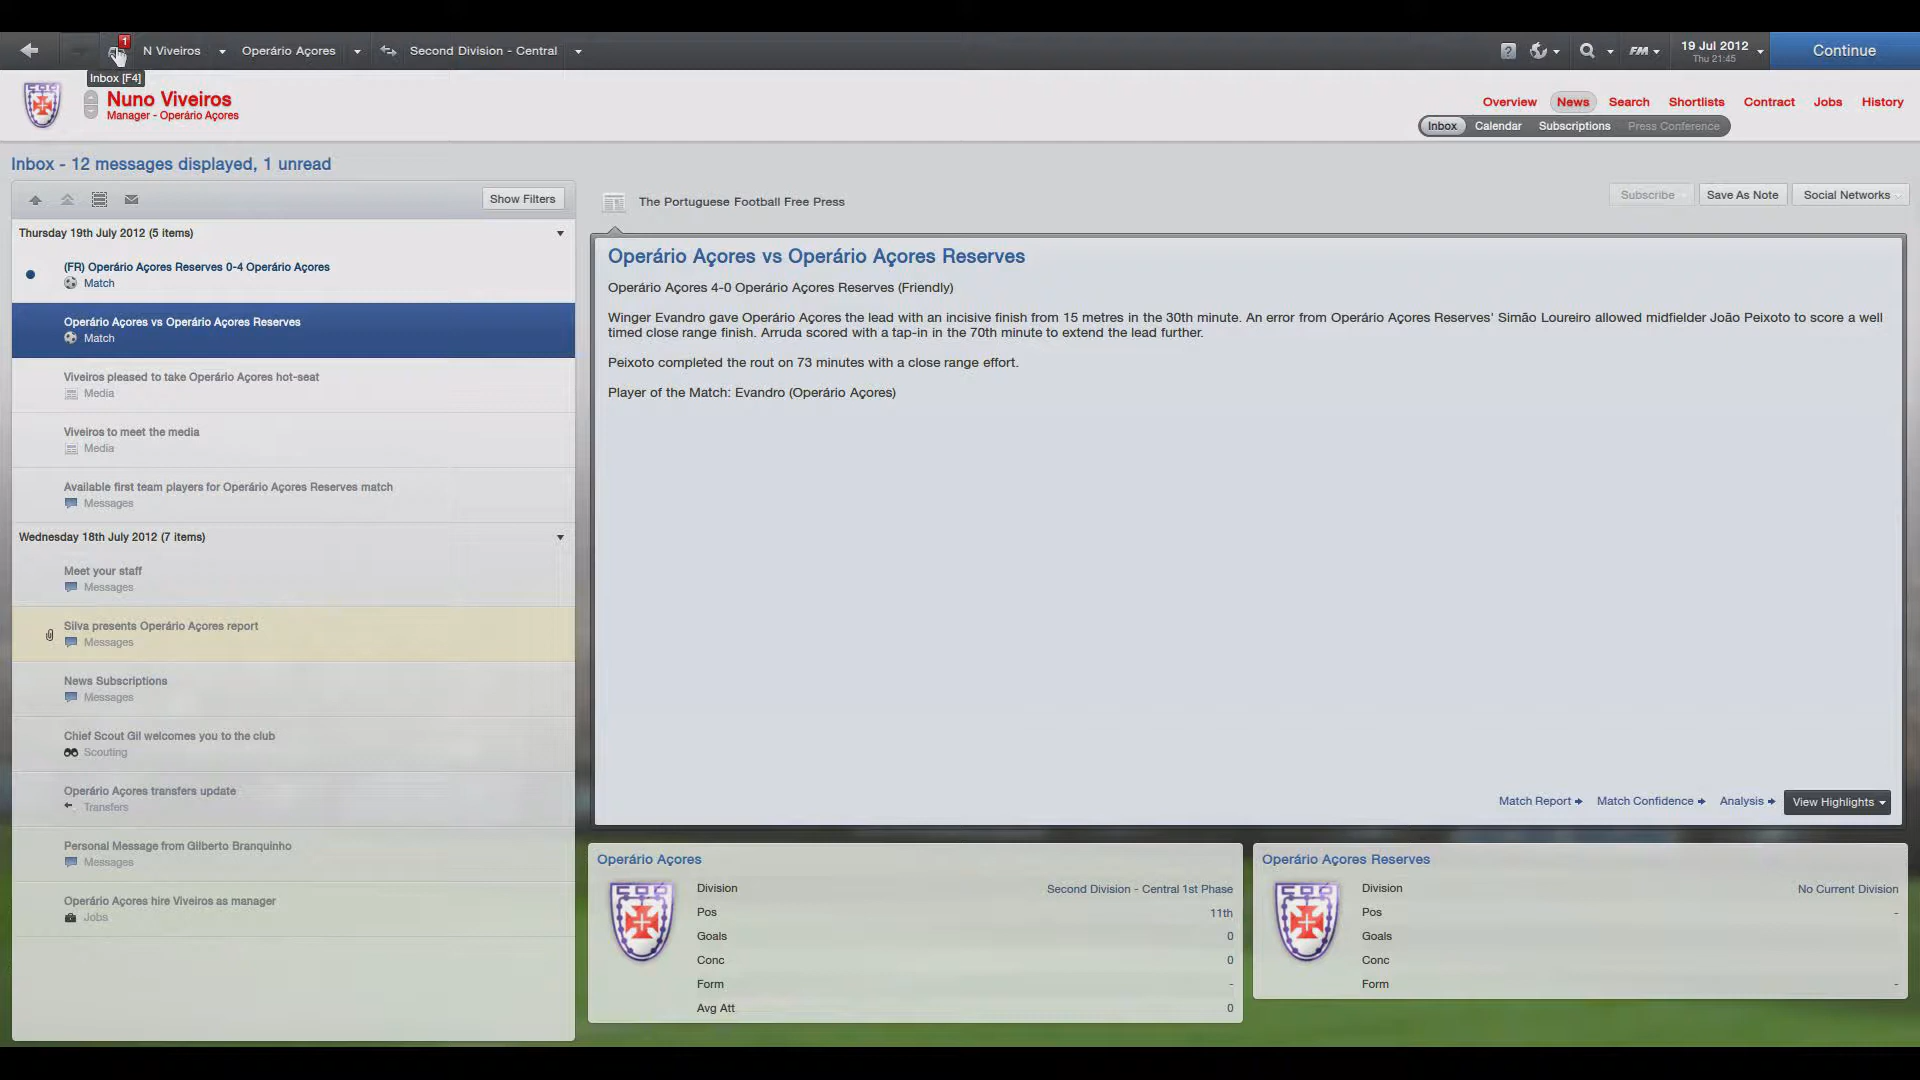 1
N Viveiros
Operário Açores
Second Division - Central
FM
19 Jul 2012
Thu 21:45
Continue
Inbox [F4]
Nuno Viveiros
Manager - Operário Açores
Overview
News
Search
Shortlists
Contract
Jobs
History
Inbox
Calendar
Subscriptions
Press Conference
Inbox - 12 messages displayed, 1 unread
Show Filters
Thursday 19th July 2012 (5 items)
(FR) Operário Açores Reserves 0-4 Operário Açores
Match
Operário Açores vs Operário Açores Reserves
Match
Viveiros pleased to take Operário Açores hot-seat
Media
Viveiros to meet the media
Media
Available first team players for Operário Açores Reserves match
Messages
Wednesday 18th July 2012 (7 items)
Meet your staff
Messages
Silva presents Operário Açores report
Messages
News Subscriptions
Messages
Chief Scout Gil welcomes you to the club
Scouting
Operário Açores transfers update
Transfers
Personal Message from Gilberto Branquinho
Messages
Operário Açores hire Viveiros as manager
Jobs
The Portuguese Football Free Press
Subscribe
Save As Note
Social Networks
Operário Açores vs Operário Açores Reserves
Operário Açores 4-0 Operário Açores Reserves (Friendly)
Winger Evandro gave Operário Açores the lead with an incisive finish from 15 metres in the 30th minute. An error from Operário Açores Reserves' Simão Loureiro allowed midfielder João Peixoto to score a well
timed close range finish. Arruda scored with a tap-in in the 70th minute to extend the lead further.
Peixoto completed the rout on 73 minutes with a close range effort.
Player of the Match: Evandro (Operário Açores)
Match Report
Match Confidence
Analysis
View Highlights
Operário Açores
Division Second Division - Central 1st Phase
Pos 11th
Goals 0
Conc 0
Form -
Avg Att 0
Operário Açores Reserves
Division No Current Division
Pos -
Goals
Conc
Form -